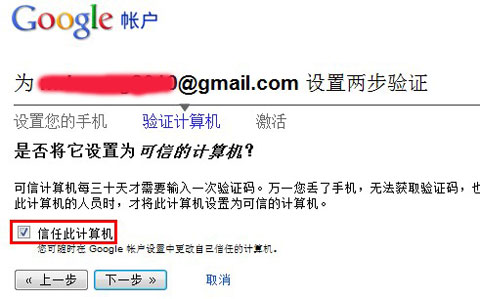 Google 帐户
为 0@gmail.com 设置两步验证
设置您的手机 验证计算机 激活
是否将它设置为可信的计算机?
可信计算机每三十天才需要输入一次验证码。万一您丢了手机，无法获取验证码，也
此计算机的人员时，才将此计算机设置为可信的计算机。
信任此计算机
您可随时在 Google 帐户设置中更改自己信任的计算机。
« 上一步 下一步 » 取消